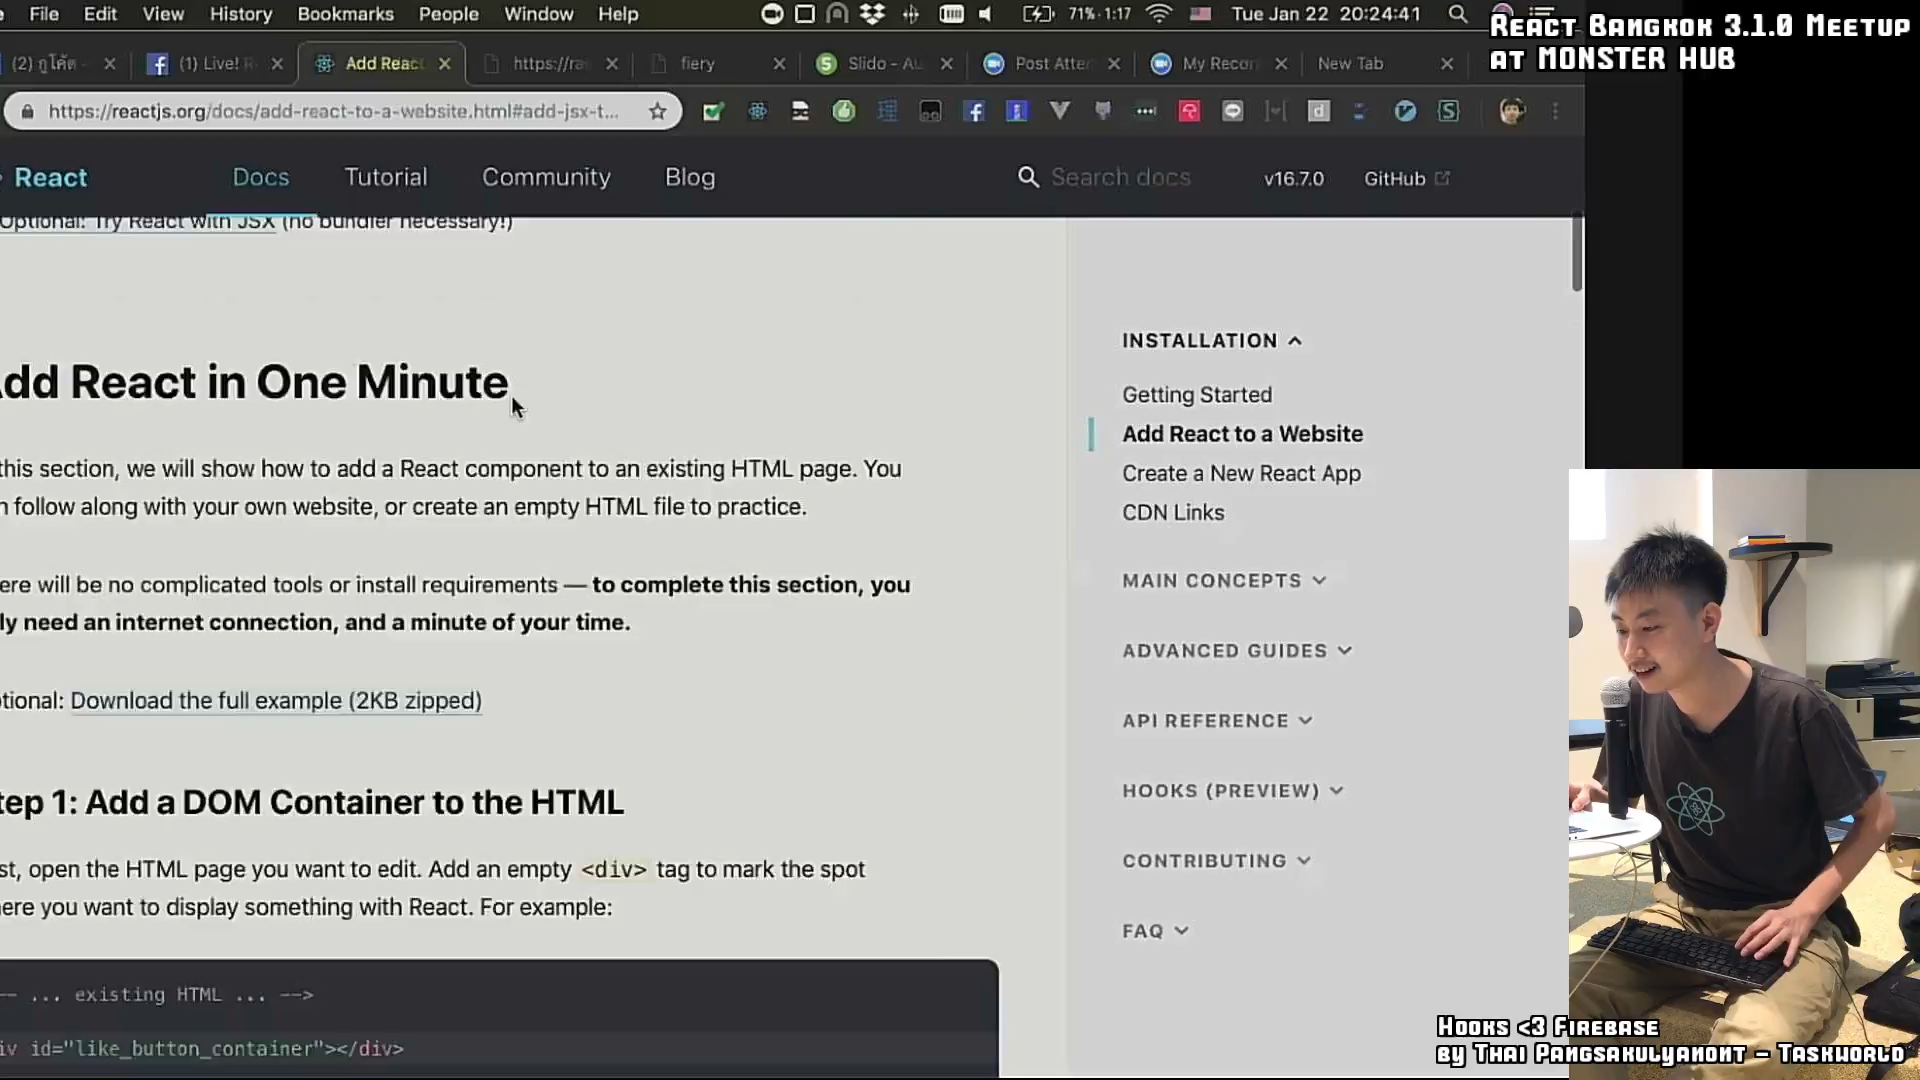 File Edit View History Bookmarks People Window Help 71% 1:17 Tue Jan 22 20:24:41
React Bangkok 3.1.0 Meetup
at MONSTER HUB
(2) กูโค้ด (1) Live! Add Reac https://ra fiery Slido - Au Post Atte My Recor New Tab
https://reactjs.org/docs/add-react-to-a-website.html#add-jsx-t...
React Docs Tutorial Community Blog Search docs v16.7.0 GitHub
Optional: Try React with JSX (no bundler necessary!)
dd React in One Minute
this section, we will show how to add a React component to an existing HTML page. You
n follow along with your own website, or create an empty HTML file to practice.
ere will be no complicated tools or install requirements — to complete this section, you
ly need an internet connection, and a minute of your time.
tional: Download the full example (2KB zipped)
tep 1: Add a DOM Container to the HTML
st, open the HTML page you want to edit. Add an empty <div> tag to mark the spot
ere you want to display something with React. For example:
-- ... existing HTML ... -->
iv id="like_button_container"></div>
INSTALLATION
Getting Started
Add React to a Website
Create a New React App
CDN Links
MAIN CONCEPTS
ADVANCED GUIDES
API REFERENCE
HOOKS (PREVIEW)
CONTRIBUTING
FAQ
Hooks <3 Firebase
by Thai Pangsakulyanont - Taskworld